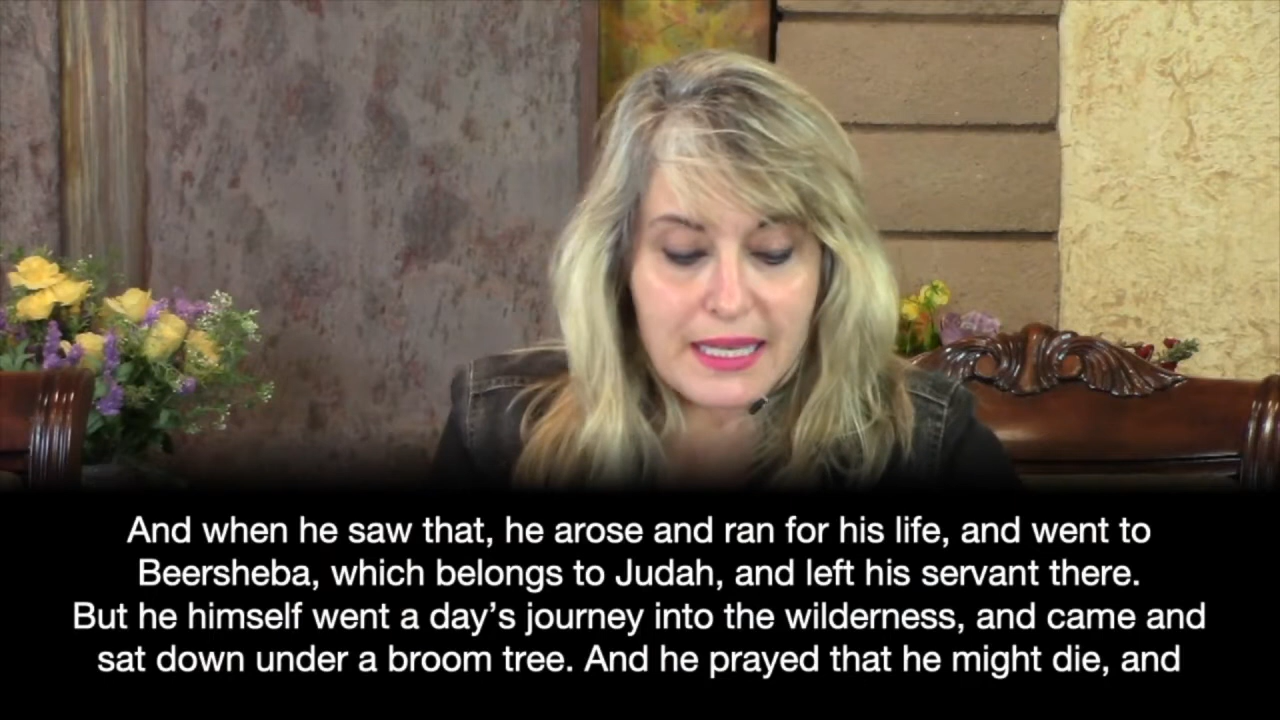 And when he saw that, he arose and ran for his life, and went to
Beersheba, which belongs to Judah, and left his servant there.
But he himself went a day’s journey into the wilderness, and came and
sat down under a broom tree. And he prayed that he might die, and